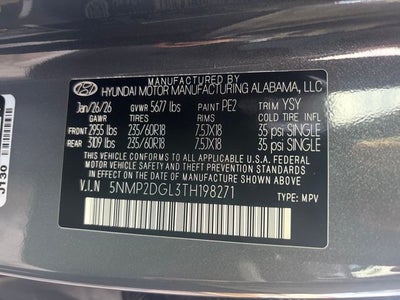 HYUNDAI MOTOR MANUFACTURING ALABAMA, LLC
Jan/26/26 GVWR 5677 lbs PAINT PE2 TRIM YSY
GAWR TIRES RIMS COLD TIRE INFL
FRONT 2955 lbs 235/60R18 7.5JX18 35 psi SINGLE
REAR 3109 lbs 235/60R18 7.5JX18 35 psi SINGLE
THIS VEHICLE CONFORMS TO ALL APPLICABLE U.S. FEDERAL
MOTOR VEHICLE SAFETY, BUMPER, AND THEFT PREVENTION
STANDARDS IN EFFECT ON THE DATE OF MANUFACTURE SHOWN ABOVE.
V.I.N 5NMP2DGL3TH198271
TYPE: MPV
J130